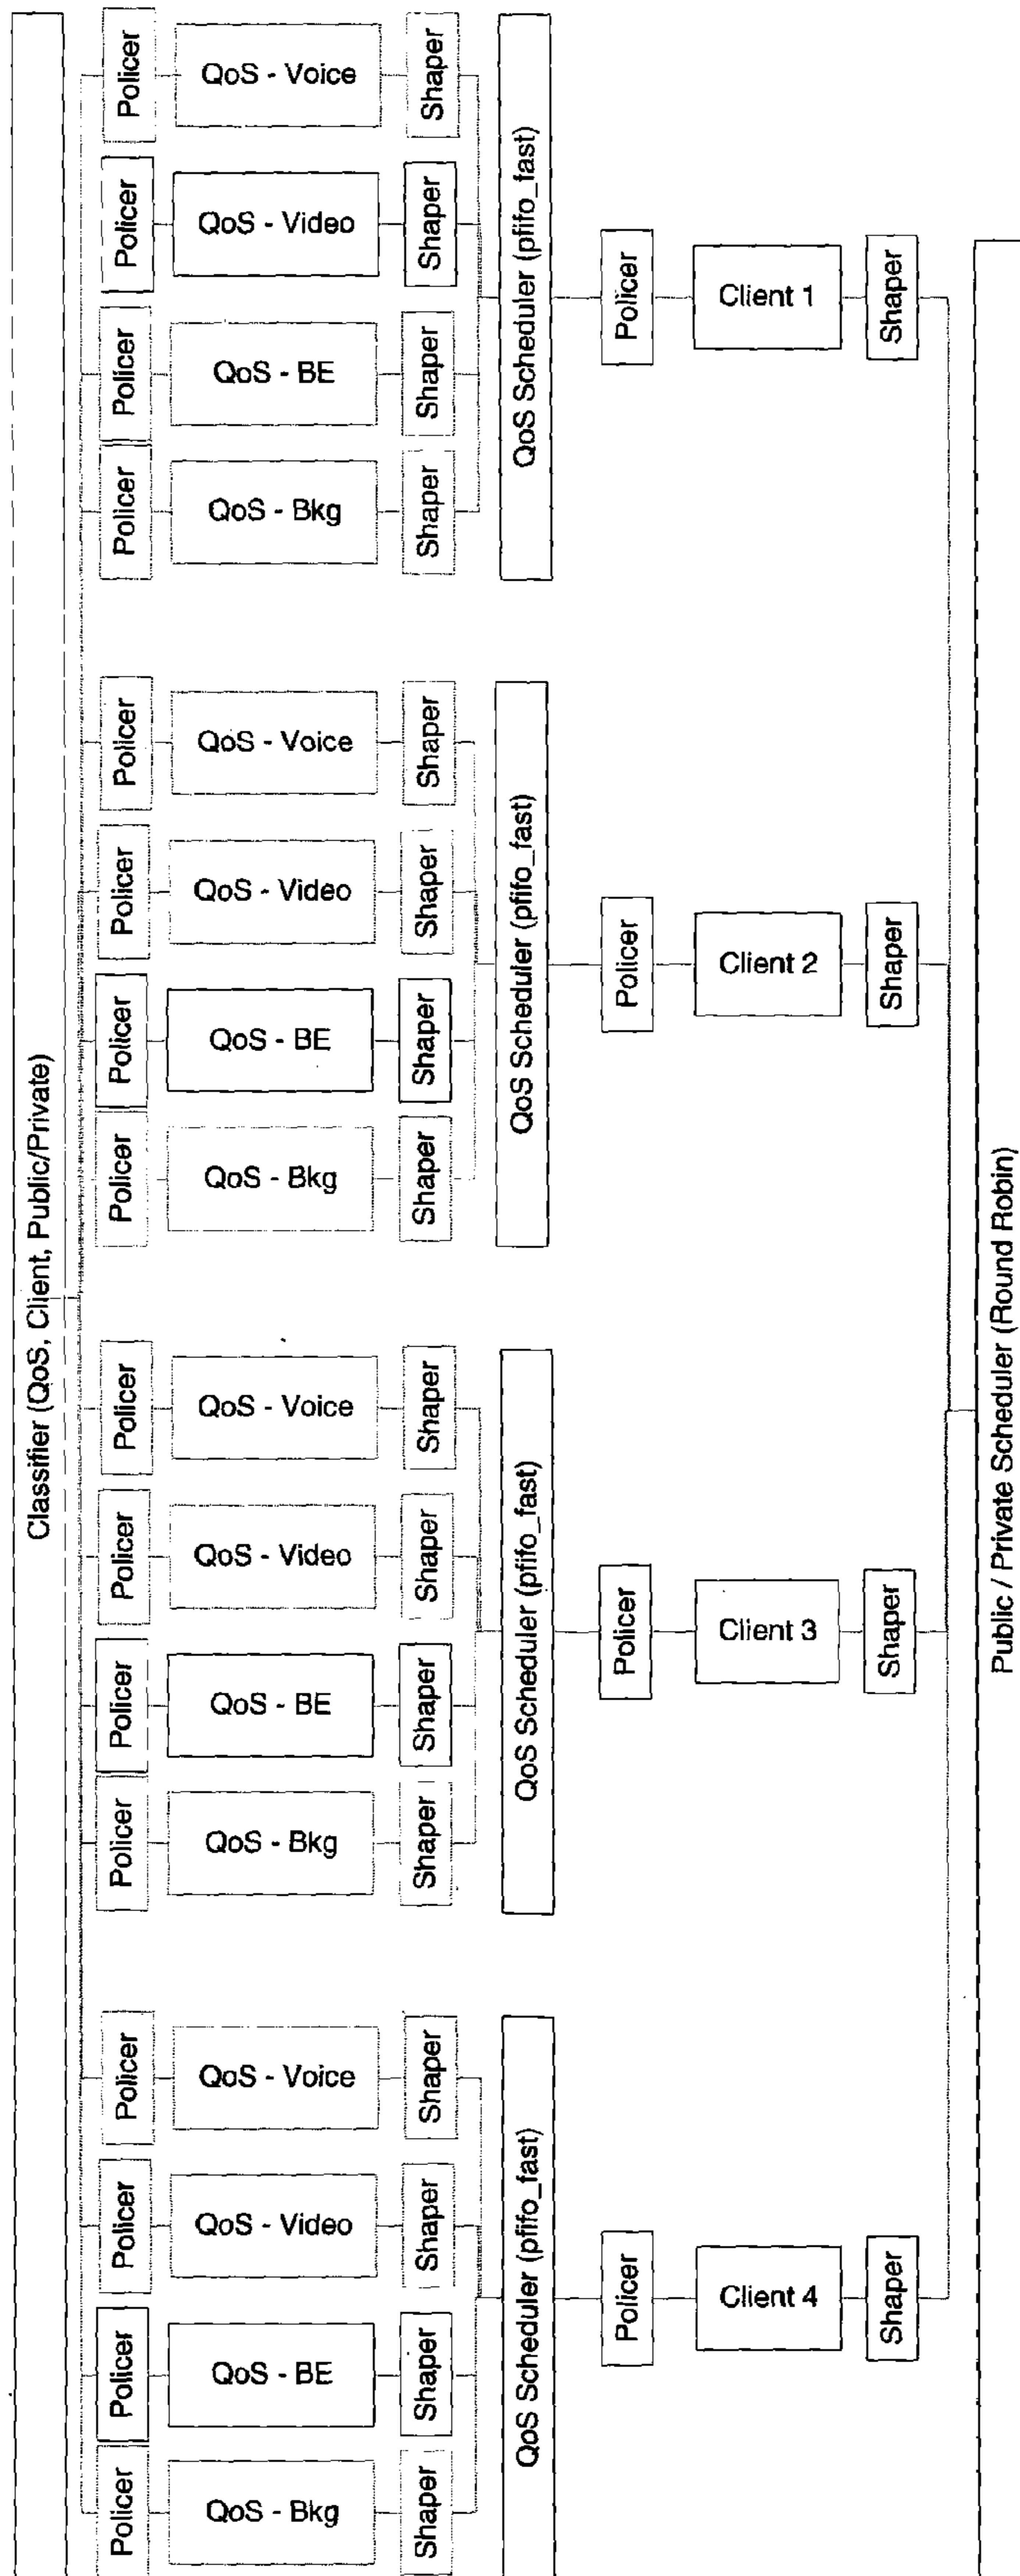 Classifier (QoS, Client, Public/Private)
Policer
QoS - Voice
Shaper
Policer
QoS - Video
Shaper
Policer
QoS - BE
Shaper
Policer
QoS - Bkg
Shaper
QoS Scheduler (pfifo_fast)
Policer
Client 1
Shaper
Policer
QoS - Voice
Shaper
Policer
QoS - Video
Shaper
Policer
QoS - BE
Shaper
Policer
QoS - Bkg
Shaper
QoS Scheduler (pfifo_fast)
Policer
Client 2
Shaper
Policer
QoS - Voice
Shaper
Policer
QoS - Video
Shaper
Policer
QoS - BE
Shaper
Policer
QoS - Bkg
Shaper
QoS Scheduler (pfifo_fast)
Policer
Client 3
Shaper
Policer
QoS - Voice
Shaper
Policer
QoS - Video
Shaper
Policer
QoS - BE
Shaper
Policer
QoS - Bkg
Shaper
QoS Scheduler (pfifo_fast)
Policer
Client 4
Shaper
Public / Private Scheduler (Round Robin)